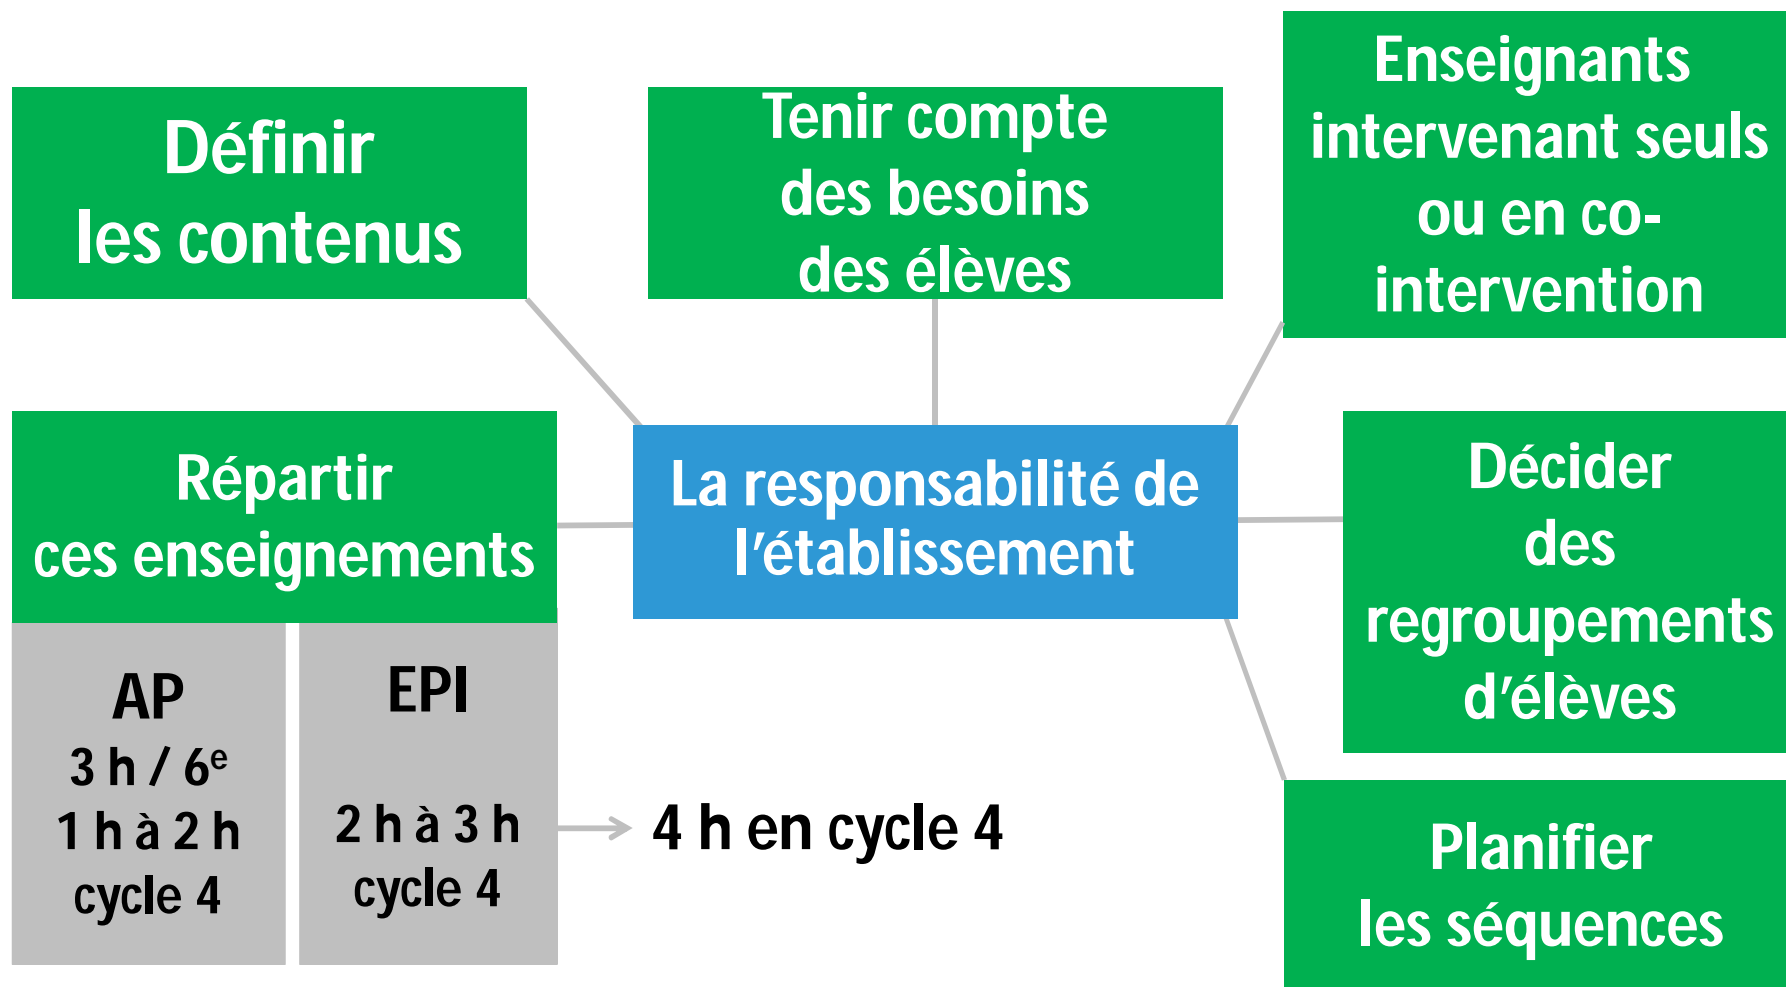 Définir
les contenus
Tenir compte
des besoins
des élèves
Enseignants
intervenant seuls
ou en co-
intervention
Répartir
ces enseignements
La responsabilité de
l’établissement
Décider
des
regroupements
d’élèves
AP
3 h / 6e
1 h à 2 h
cycle 4
EPI
2 h à 3 h
cycle 4
4 h en cycle 4
Planifier
les séquences